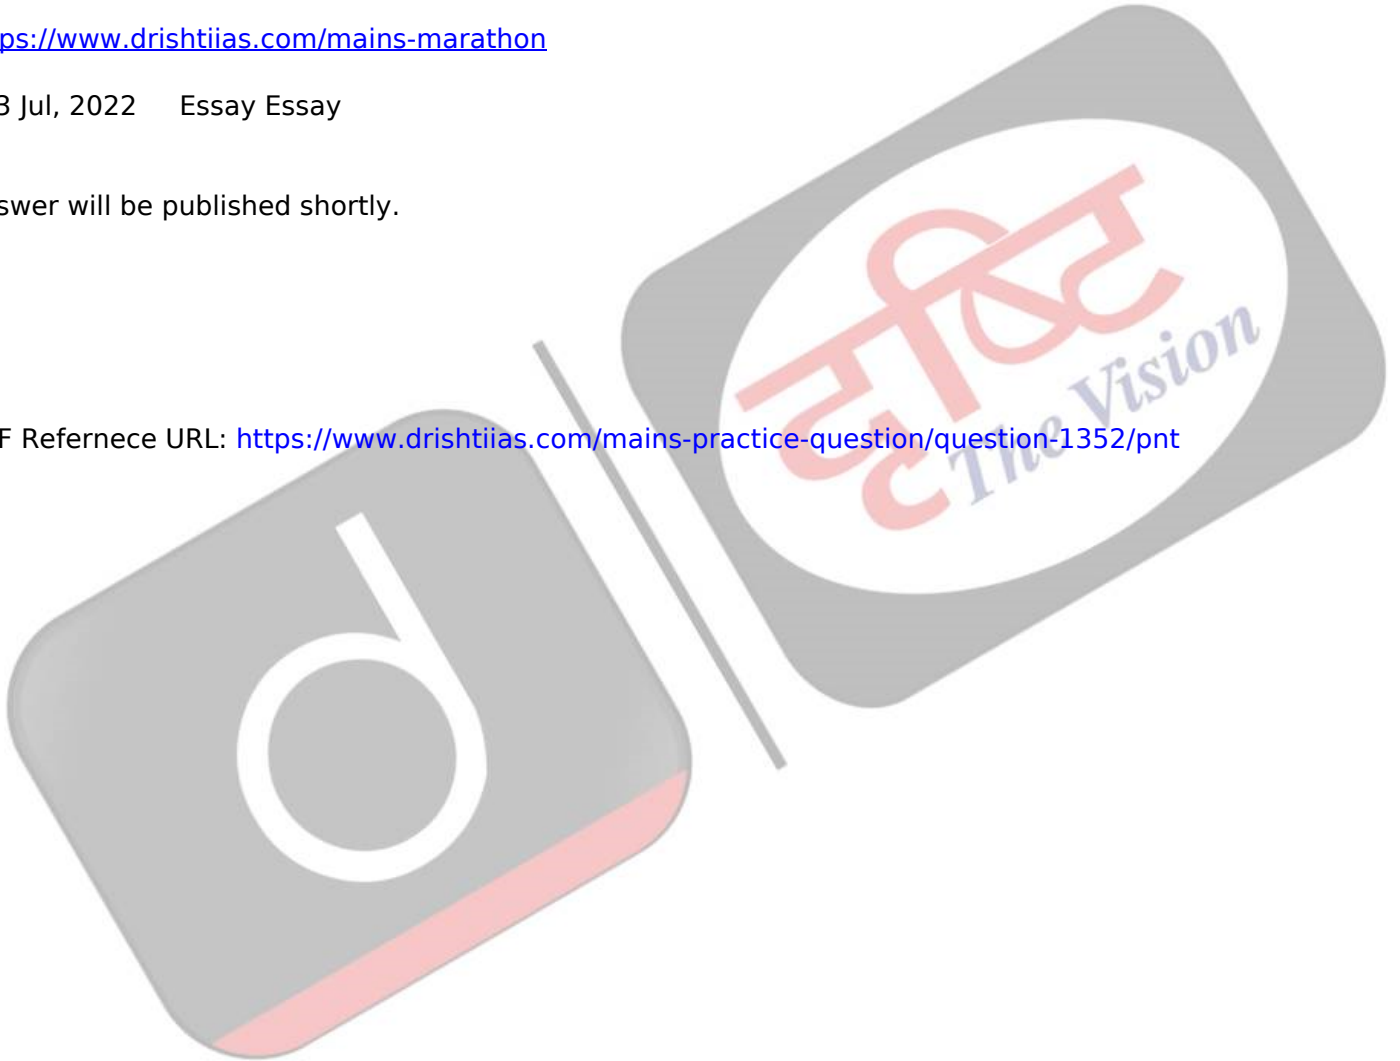 ps://www.drishtiias.com/mains-marathon
3 Jul, 2022 Essay Essay
swer will be published shortly.
F Refernece URL: https://www.drishtiias.com/mains-practice-question/question-1352/pnt
d
दृष्टि
The Vision